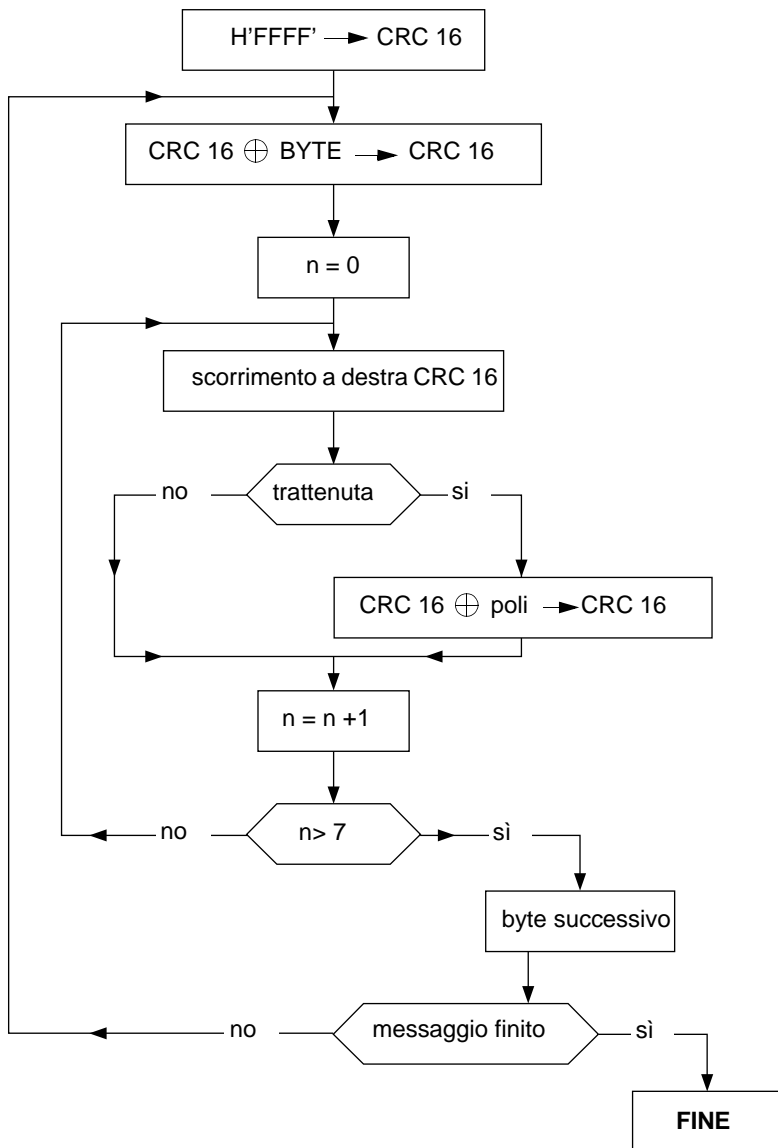 H’FFFF’ → CRC 16
CRC 16 ⊕ BYTE → CRC 16
n = 0
scorrimento a destra CRC 16
no trattenuta si
CRC 16 ⊕ poli → CRC 16
n = n +1
no n> 7 sì
byte successivo
no messaggio finito sì
FINE